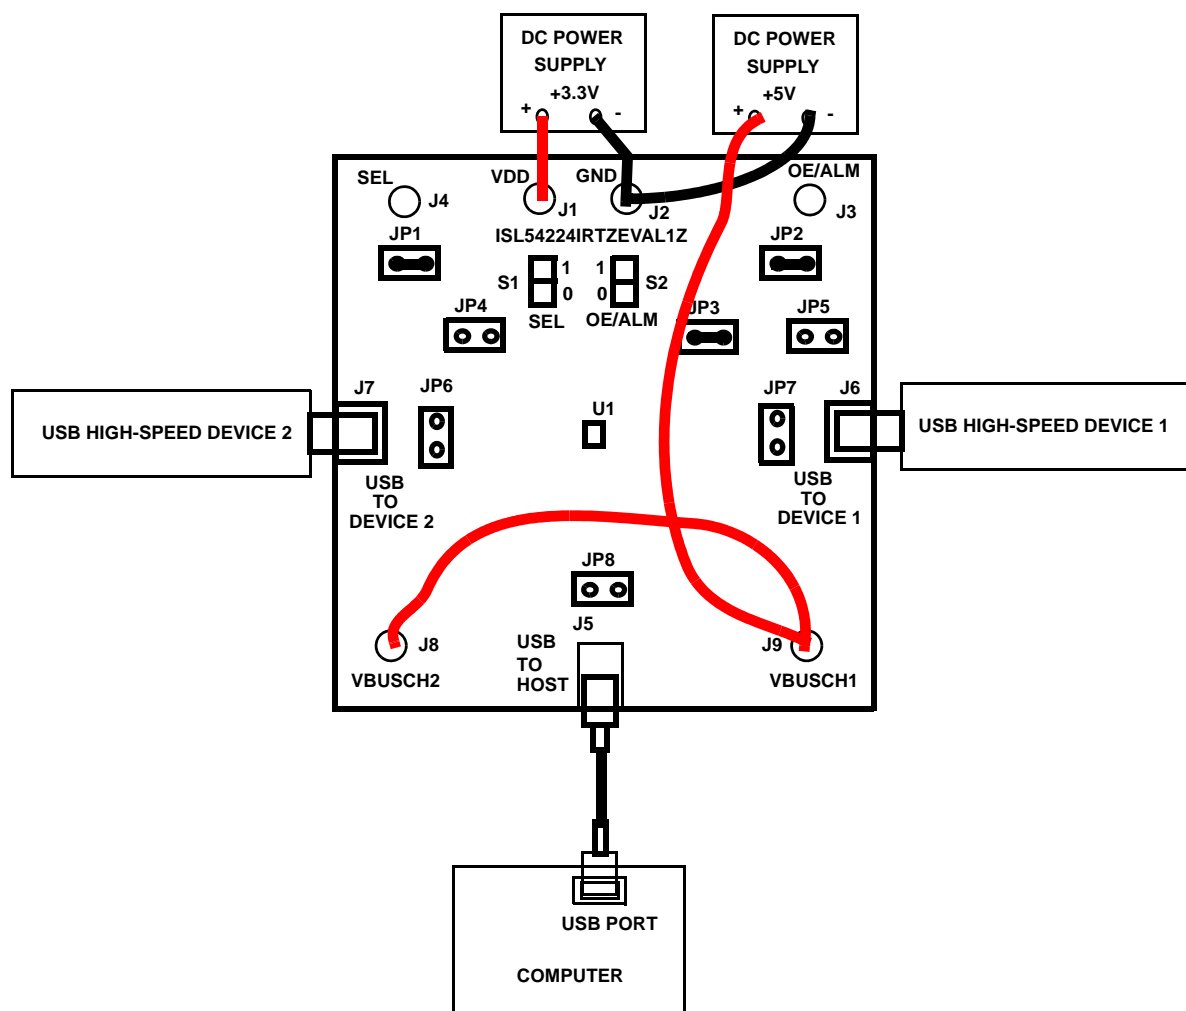 DC POWER
SUPPLY
+3.3V
+ -
DC POWER
SUPPLY
+5V
+ -
SEL
J4
VDD
J1
GND
J2
OE/ALM
J3
ISL54224IRTZEVAL1Z
JP1
JP2
S1
1
0
SEL
1
0
S2
OE/ALM
JP4
JP3
JP5
J7
JP6
U1
JP7
J6
USB HIGH-SPEED DEVICE 2
USB HIGH-SPEED DEVICE 1
USB
TO
DEVICE 2
USB
TO
DEVICE 1
JP8
J5
USB
TO
HOST
J8
VBUSCH2
J9
VBUSCH1
USB PORT
COMPUTER